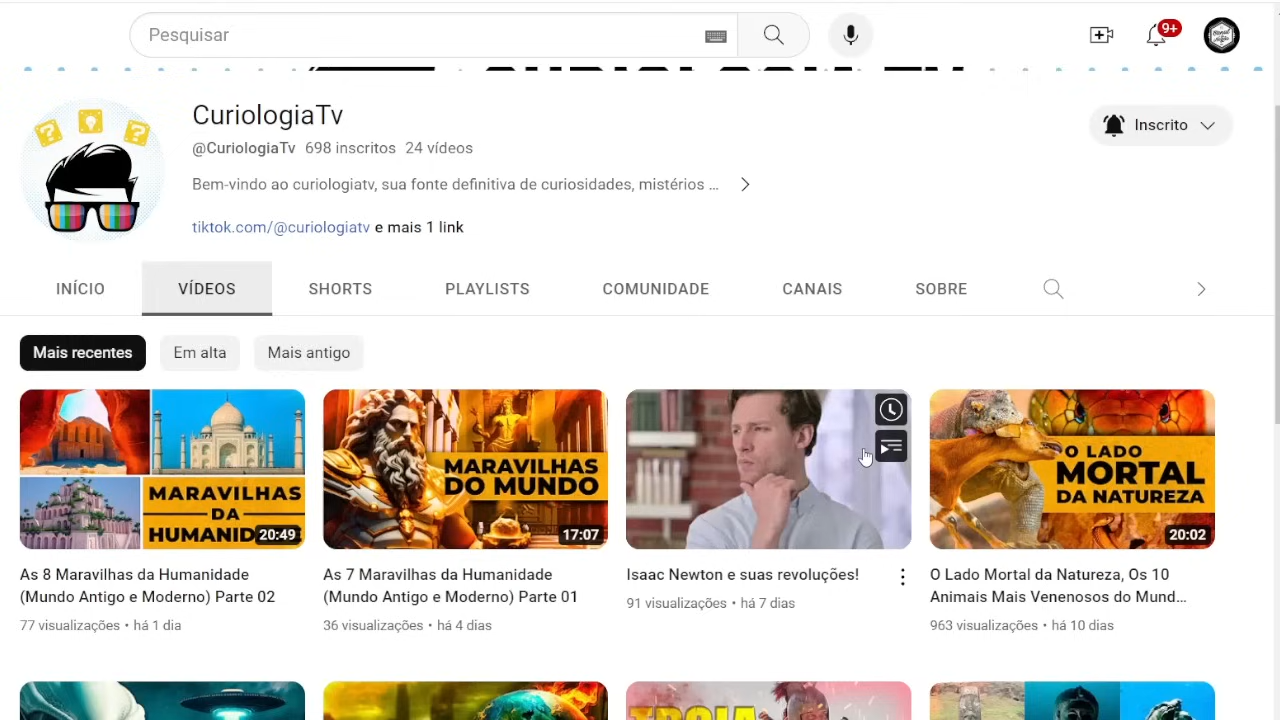 Pesquisar
9+
CuriologiaTv
@CuriologiaTv 698 inscritos 24 vídeos
Inscrito
Bem-vindo ao curiologiatv, sua fonte definitiva de curiosidades, mistérios ...
tiktok.com/@curiologiatv e mais 1 link
INÍCIO VÍDEOS SHORTS PLAYLISTS COMUNIDADE CANAIS SOBRE
Mais recentes Em alta Mais antigo
MARAVILHAS
DA
HUMANID
20:49
MARAVILHAS
DO MUNDO
17:07
O LADO
MORTAL
DA NATUREZA
20:02
As 8 Maravilhas da Humanidade
(Mundo Antigo e Moderno) Parte 02
77 visualizações • há 1 dia
As 7 Maravilhas da Humanidade
(Mundo Antigo e Moderno) Parte 01
36 visualizações • há 4 dias
Isaac Newton e suas revoluções!
91 visualizações • há 7 dias
O Lado Mortal da Natureza, Os 10
Animais Mais Venenosos do Mund...
963 visualizações • há 10 dias
TROIA